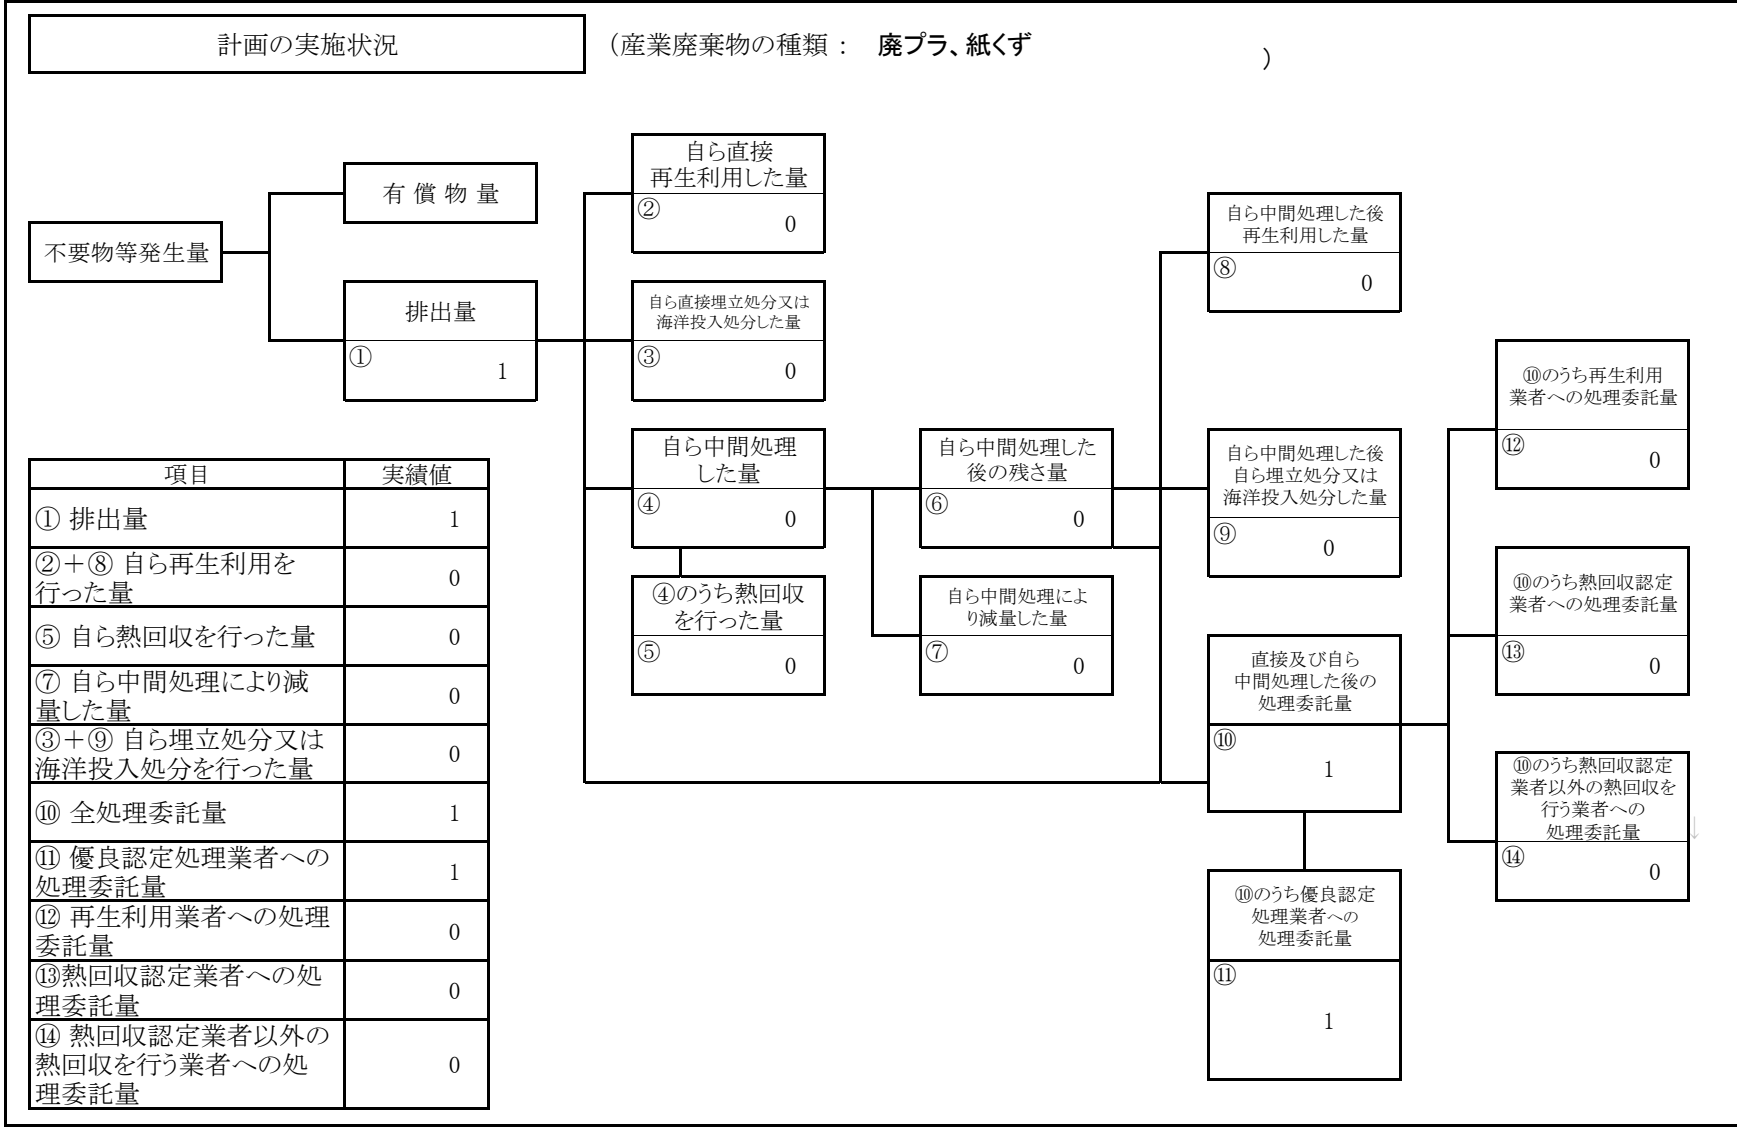 計画の実施状況
（産業廃棄物の種類： 廃プラ、紙くず ）
不要物等発生量
有 償 物 量
排出量
① 1
自ら直接
再生利用した量
② 0
自ら直接埋立処分又は
海洋投入処分した量
③ 0
自ら中間処理
した量
④ 0
④のうち熱回収
を行った量
⑤ 0
自ら中間処理した
後の残さ量
⑥ 0
自ら中間処理によ
り減量した量
⑦ 0
自ら中間処理した後
再生利用した量
⑧ 0
自ら中間処理した後
自ら埋立処分又は
海洋投入処分した量
⑨ 0
直接及び自ら
中間処理した後の
処理委託量
⑩ 1
⑩のうち優良認定
処理業者への
処理委託量
⑪ 1
⑩のうち再生利用
業者への処理委託量
⑫ 0
⑩のうち熱回収認定
業者への処理委託量
⑬ 0
⑩のうち熱回収認定
業者以外の熱回収を
行う業者への
処理委託量
⑭ 0
↓
項目 実績値
① 排出量 1
②＋⑧ 自ら再生利用を
行った量 0
⑤ 自ら熱回収を行った量 0
⑦ 自ら中間処理により減
量した量 0
③＋⑨ 自ら埋立処分又は
海洋投入処分を行った量 0
⑩ 全処理委託量 1
⑪ 優良認定処理業者への
処理委託量 1
⑫ 再生利用業者への処理
委託量 0
⑬熱回収認定業者への処
理委託量 0
⑭ 熱回収認定業者以外の
熱回収を行う業者への処
理委託量 0